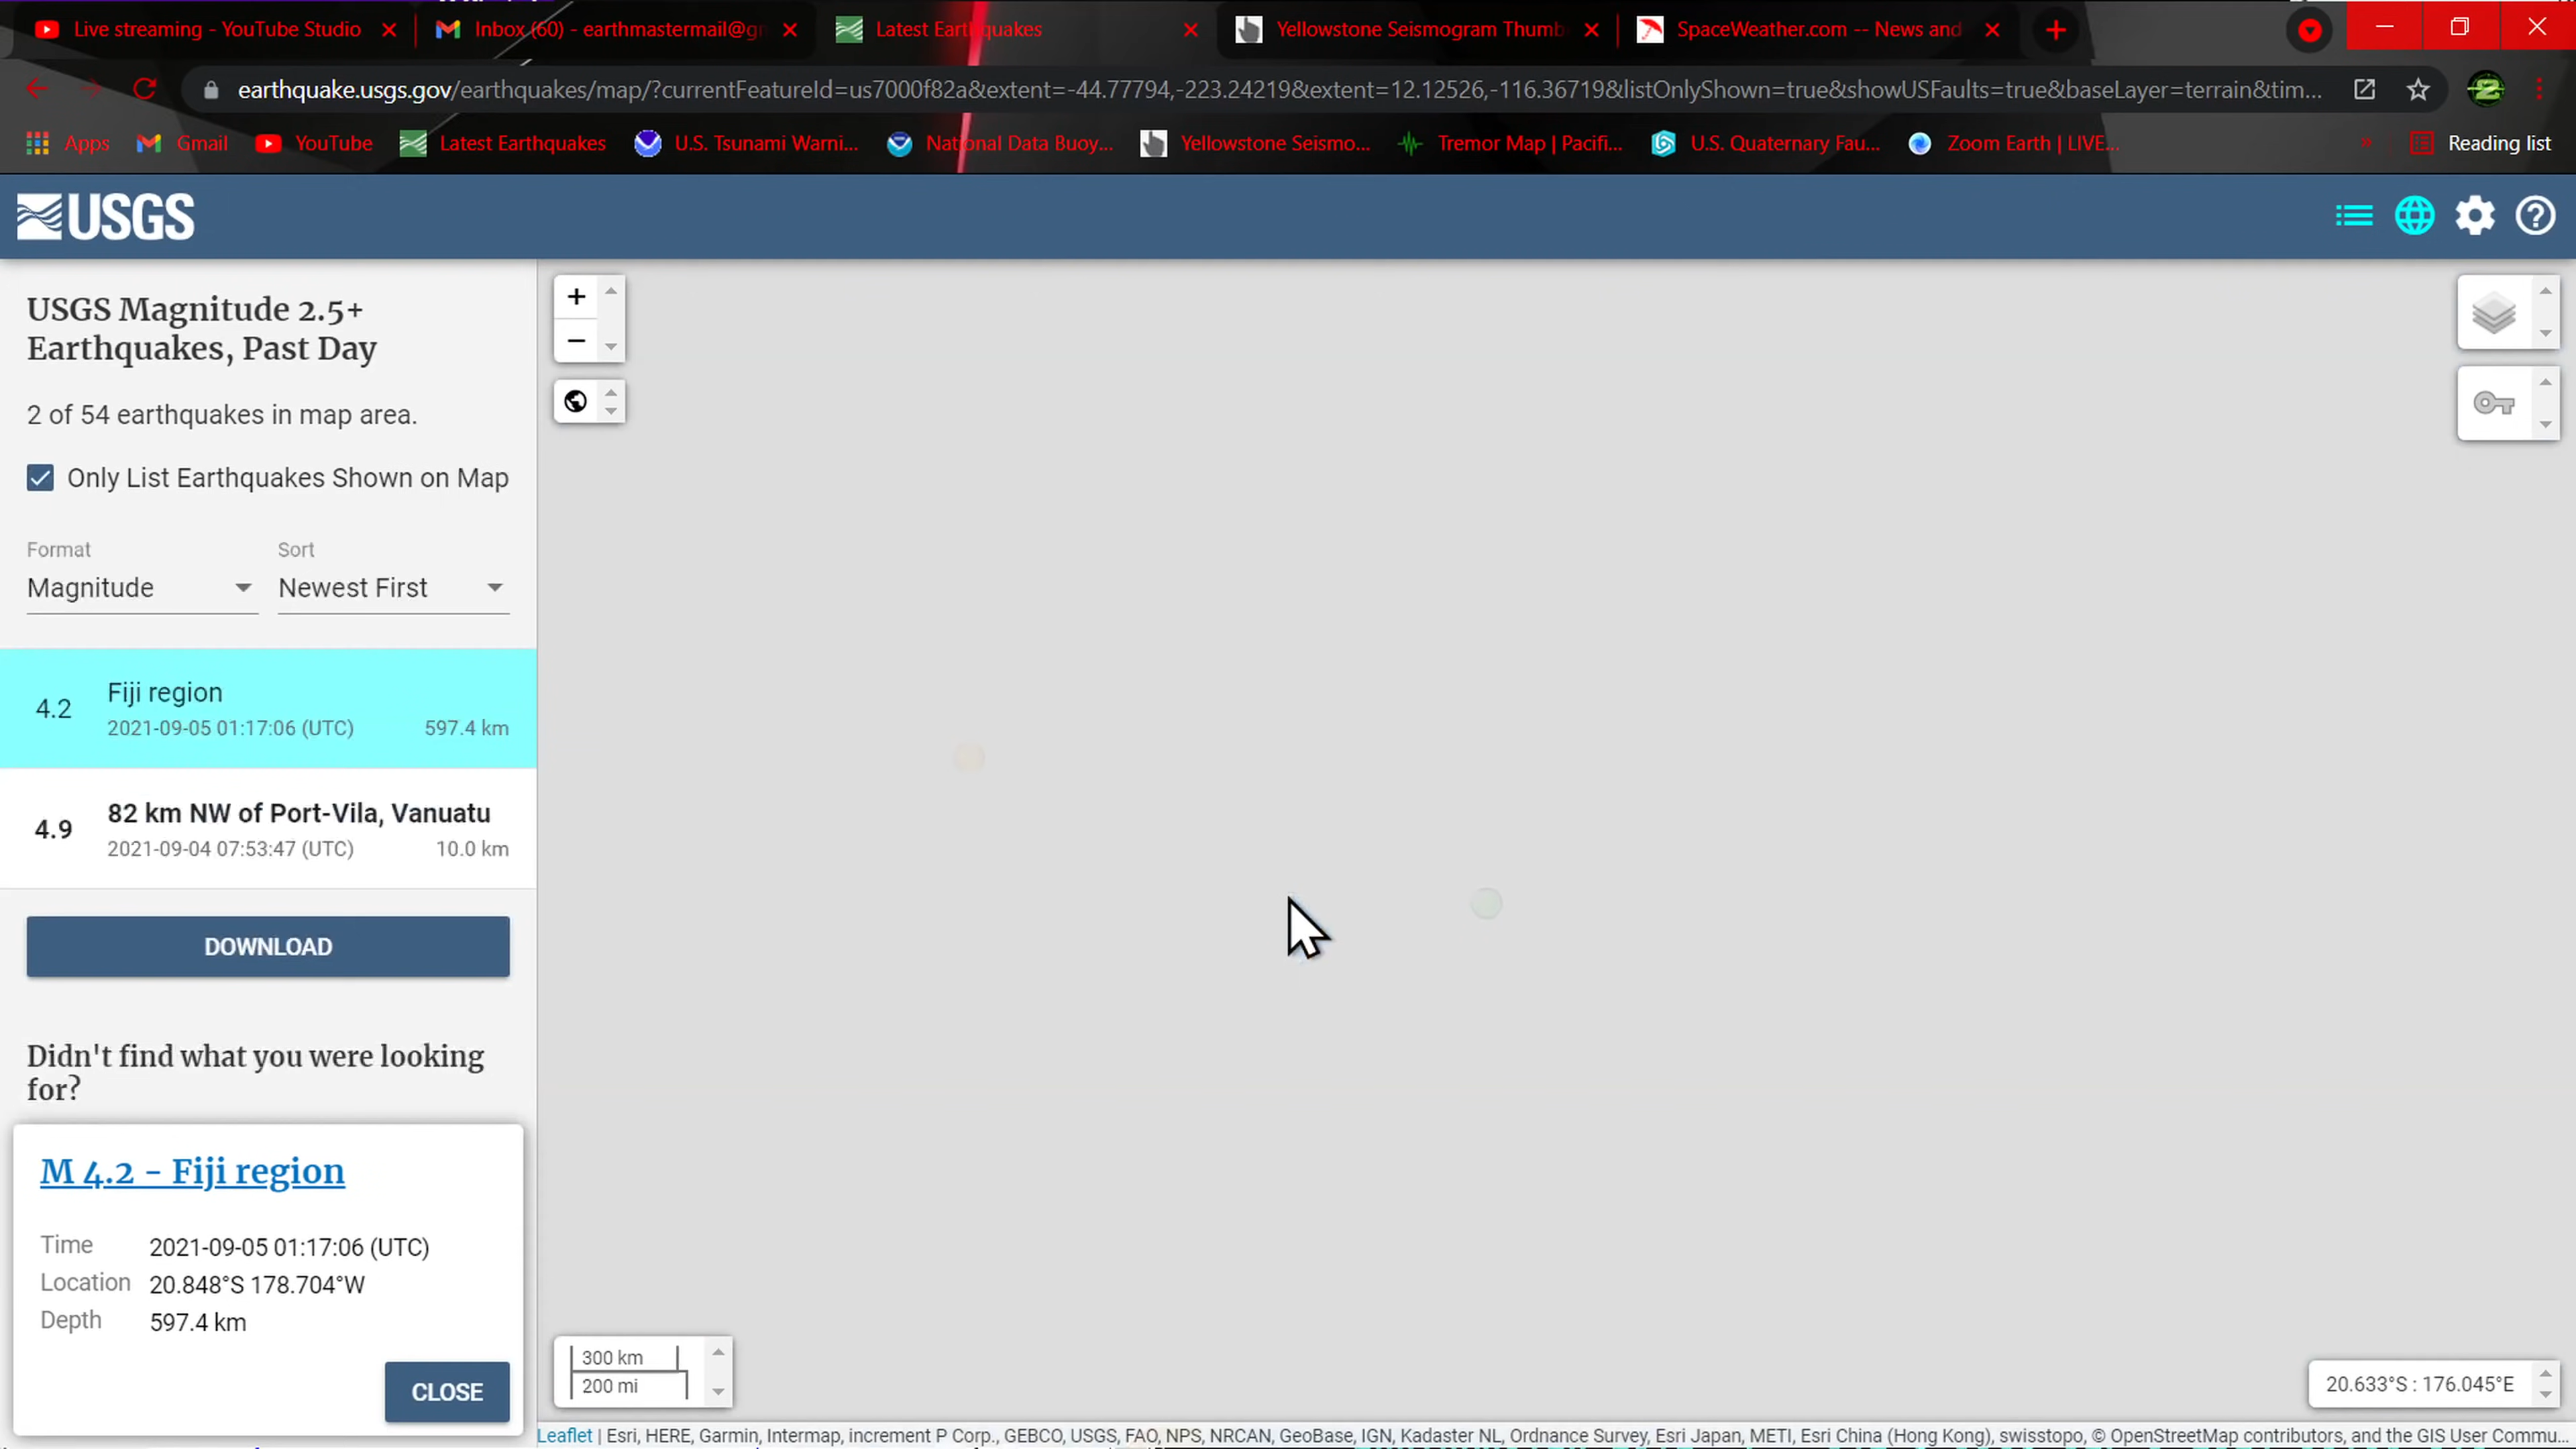 Live streaming - YouTube Studio
Inbox (60) - earthmastermail@g
Latest Earthquakes
Yellowstone Seismogram Thumb
SpaceWeather.com -- News and
earthquake.usgs.gov/earthquakes/map/?currentFeatureId=us7000f82a&extent=-44.77794,-223.24219&extent=12.12526,-116.36719&listOnlyShown=true&showUSFaults=true&baseLayer=terrain&tim...
Apps
Gmail
YouTube
Latest Earthquakes
U.S. Tsunami Warni...
National Data Buoy...
Yellowstone Seismo...
Tremor Map | Pacifi...
U.S. Quaternary Fau...
Zoom Earth | LIVE...
»
Reading list
USGS
USGS Magnitude 2.5+
Earthquakes, Past Day
2 of 54 earthquakes in map area.
Only List Earthquakes Shown on Map
Format
Sort
Magnitude
Newest First
4.2
Fiji region
2021-09-05 01:17:06 (UTC)
597.4 km
4.9
82 km NW of Port-Vila, Vanuatu
2021-09-04 07:53:47 (UTC)
10.0 km
DOWNLOAD
Didn't find what you were looking
for?
M 4.2 - Fiji region
Time 2021-09-05 01:17:06 (UTC)
Location 20.848°S 178.704°W
Depth 597.4 km
CLOSE
+
−
300 km
200 mi
20.633°S : 176.045°E
Leaflet | Esri, HERE, Garmin, Intermap, increment P Corp., GEBCO, USGS, FAO, NPS, NRCAN, GeoBase, IGN, Kadaster NL, Ordnance Survey, Esri Japan, METI, Esri China (Hong Kong), swisstopo, © OpenStreetMap contributors, and the GIS User Commu...